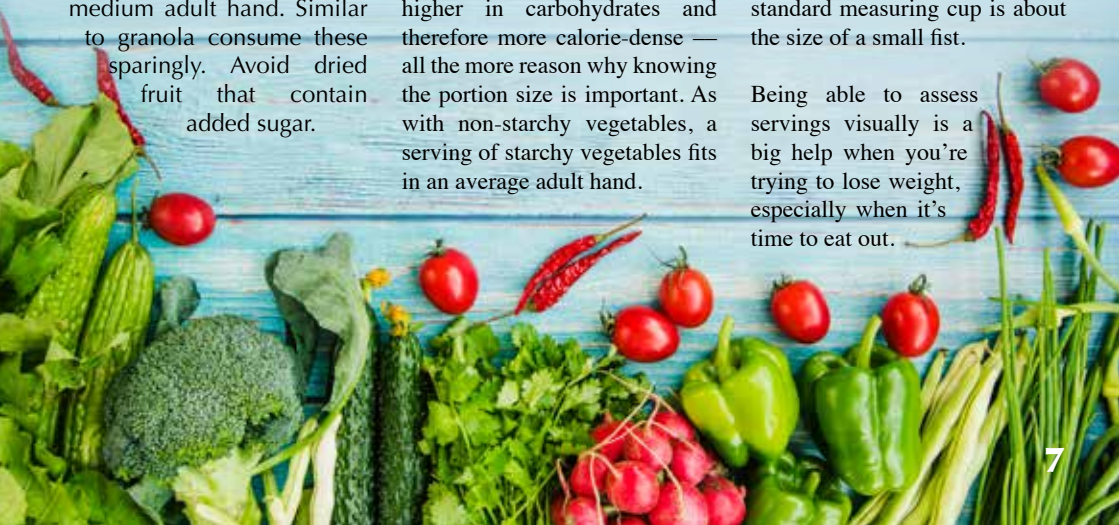 medium adult hand. Similar
to granola consume these
sparingly. Avoid dried
fruit that contain
added sugar.
higher in carbohydrates and
therefore more calorie-dense —
all the more reason why knowing
the portion size is important. As
with non-starchy vegetables, a
serving of starchy vegetables fits
in an average adult hand.
standard measuring cup is about
the size of a small fist.
Being able to assess
servings visually is a
big help when you're
trying to lose weight,
especially when it's
time to eat out.
7